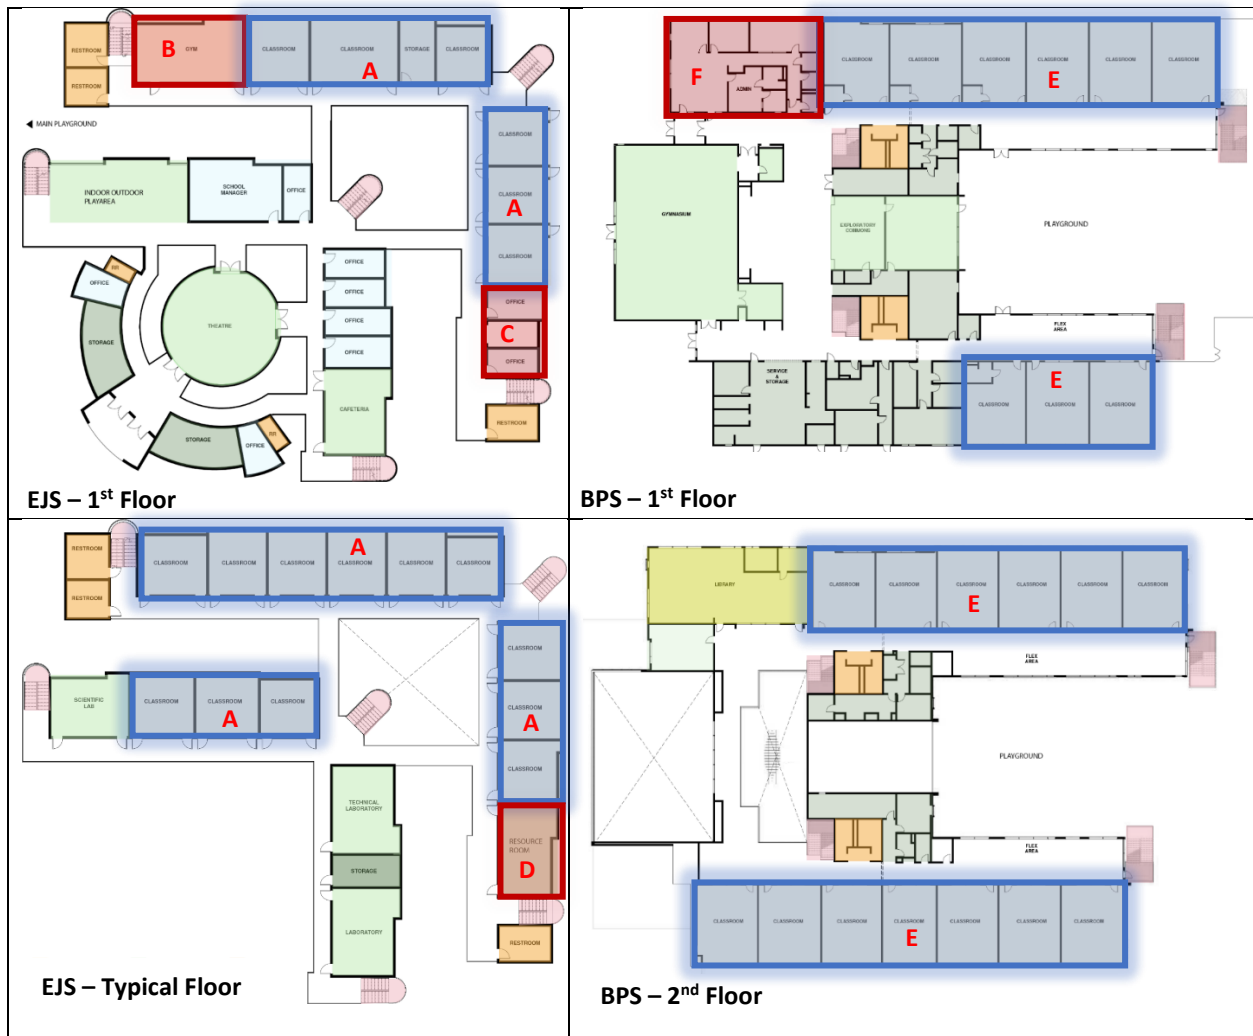 RESTROOM
RESTROOM
B
GYM
CLASSROOM
CLASSROOM
STORAGE
CLASSROOM
A
MAIN PLAYGROUND
CLASSROOM
CLASSROOM
A
CLASSROOM
INDOOR OUTDOOR
PLAYAREA
SCHOOL
MANAGER
OFFICE
RR
OFFICE
STORAGE
THEATRE
OFFICE
OFFICE
OFFICE
OFFICE
CAFETERIA
OFFICE
C
OFFICE
RESTROOM
STORAGE
OFFICE
RR
EJS – 1st Floor
F
ADMIN
CLASSROOM
CLASSROOM
CLASSROOM
CLASSROOM
CLASSROOM
CLASSROOM
E
GYMNASIUM
EXPLORATORY
COMMONS
PLAYGROUND
FLEX
AREA
SERVICE
&
STORAGE
E
CLASSROOM
CLASSROOM
CLASSROOM
BPS – 1st Floor
RESTROOM
RESTROOM
A
CLASSROOM
CLASSROOM
CLASSROOM
CLASSROOM
CLASSROOM
CLASSROOM
SCIENTIFIC
LAB
CLASSROOM
CLASSROOM
CLASSROOM
A
CLASSROOM
CLASSROOM
A
CLASSROOM
TECHNICAL
LABORATORY
STORAGE
LABORATORY
RESOURCE
ROOM
D
RESTROOM
EJS – Typical Floor
LIBRARY
CLASSROOM
CLASSROOM
CLASSROOM
CLASSROOM
CLASSROOM
CLASSROOM
E
FLEX
AREA
PLAYGROUND
FLEX
AREA
CLASSROOM
CLASSROOM
CLASSROOM
CLASSROOM
CLASSROOM
CLASSROOM
CLASSROOM
E
BPS – 2nd Floor